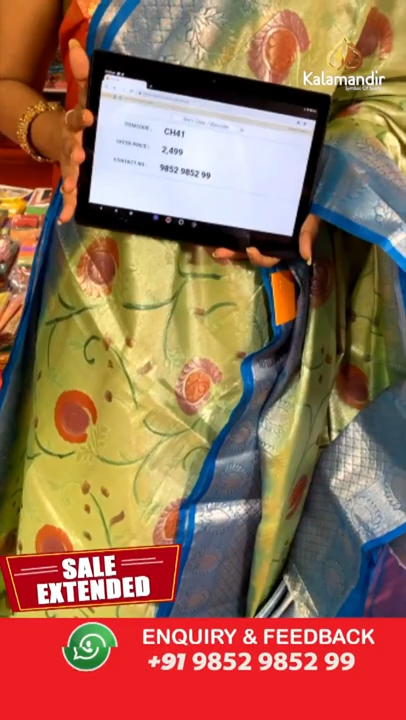 Kalamandir
CH41
OFFER PRICE : 2,499
CONTACT NO : 9852 9852 99
SALE
EXTENDED
ENQUIRY & FEEDBACK
+91 9852 9852 99